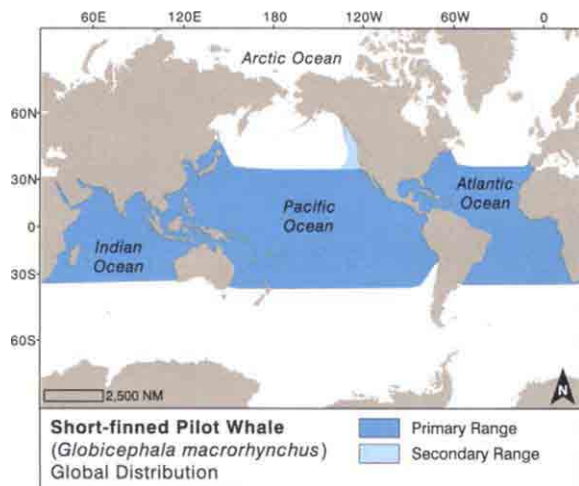 60E 120E 180 120W 60W 0
Arctic Ocean
60N
30N
Atlantic
Ocean
Pacific
Ocean
0
Indian
Ocean
30S
60S
2,500 NM
N
Short-finned Pilot Whale
(Globicephala macrorhynchus)
Global Distribution
Primary Range
Secondary Range